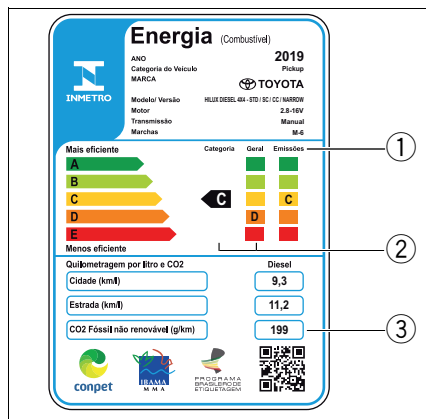 Energia (Combustível)
ANO 2019
Categoria do Veículo Pickup
MARCA TOYOTA
INMETRO
Modelo/ Versão HILUX DIESEL 4X4 - STD / SC / CC / NARROW
Motor 2.8-16V
Transmissão Manual
Marchas M-6
Mais eficiente Categoria Geral Emissões 1
A
B
C C C
D D
E
Menos eficiente 2
Quilometragem por litro e CO2 Diesel
Cidade (km/l) 9,3
Estrada (km/l) 11,2
CO2 Fóssil não renovável (g/km) 199 3
conpet
IBAMA
M M A
PROGRAMA
BRASILEIRO DE
ETIQUETAGEM